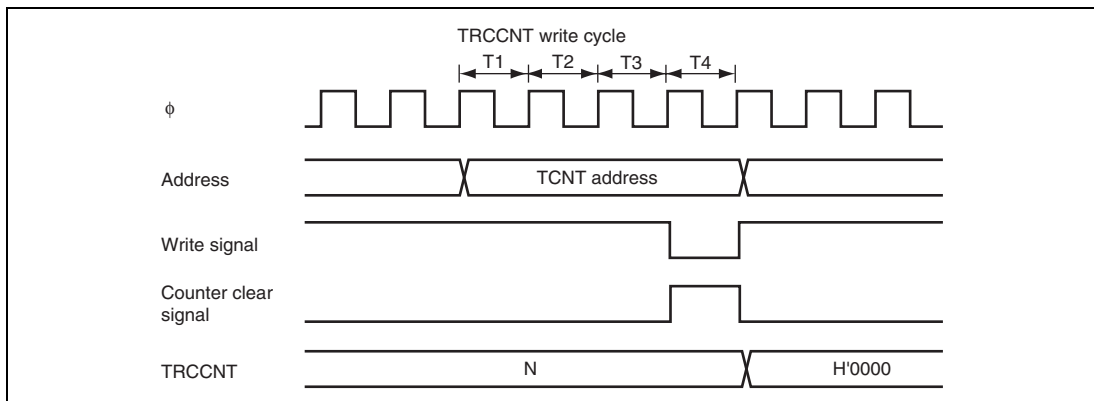 TRCCNT write cycle
T1 T2 T3 T4
ϕ
Address
TCNT address
Write signal
Counter clear
signal
TRCCNT
N
H'0000